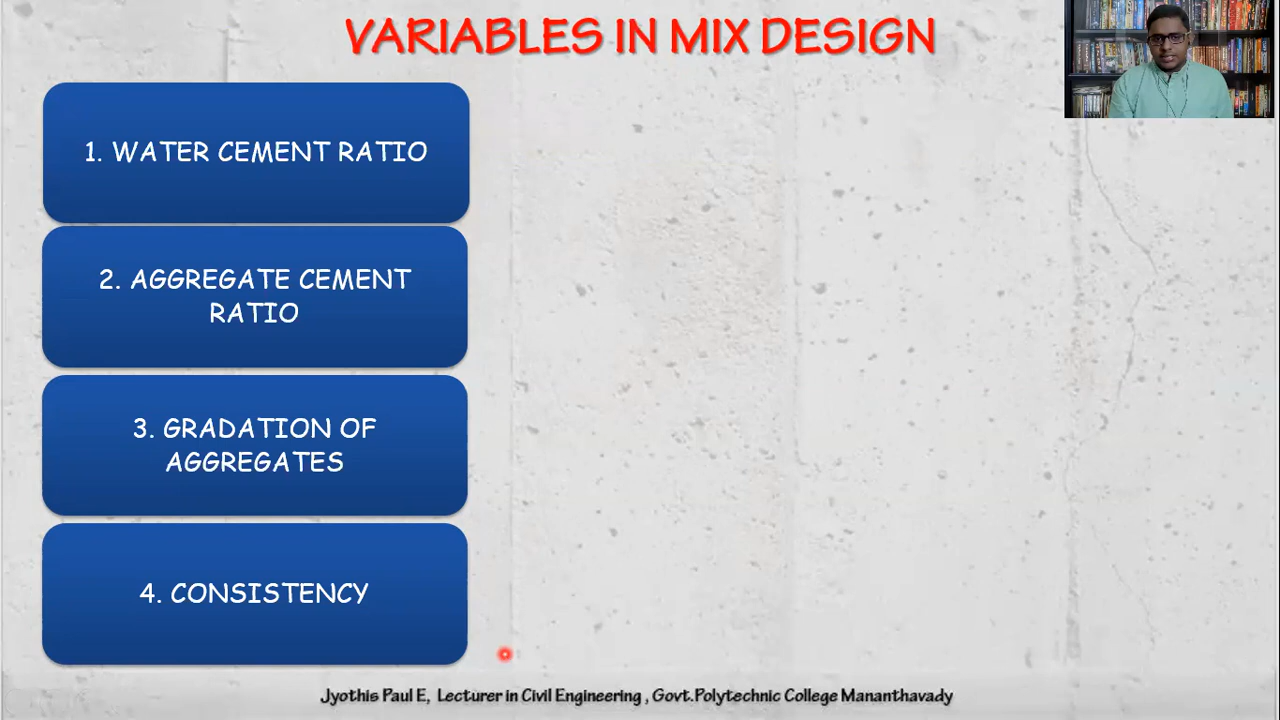 VARIABLES IN MIX DESIGN
1. WATER CEMENT RATIO
2. AGGREGATE CEMENT
RATIO
3. GRADATION OF
AGGREGATES
4. CONSISTENCY
Jyothis Paul E, Lecturer in Civil Engineering , Govt.Polytechnic College Mananthavady